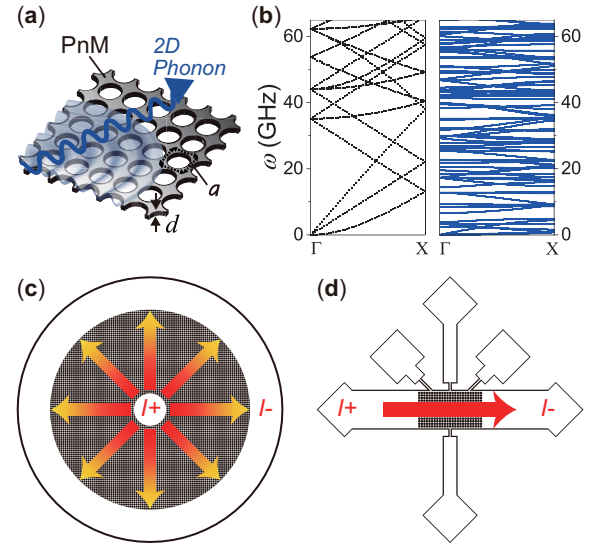 (a)
PnM
2D
Phonon
a
d
(b)
ω (GHz)
60
40
20
0
Γ
X
60
40
20
0
Γ
X
(c)
I+
I-
(d)
I+
I-